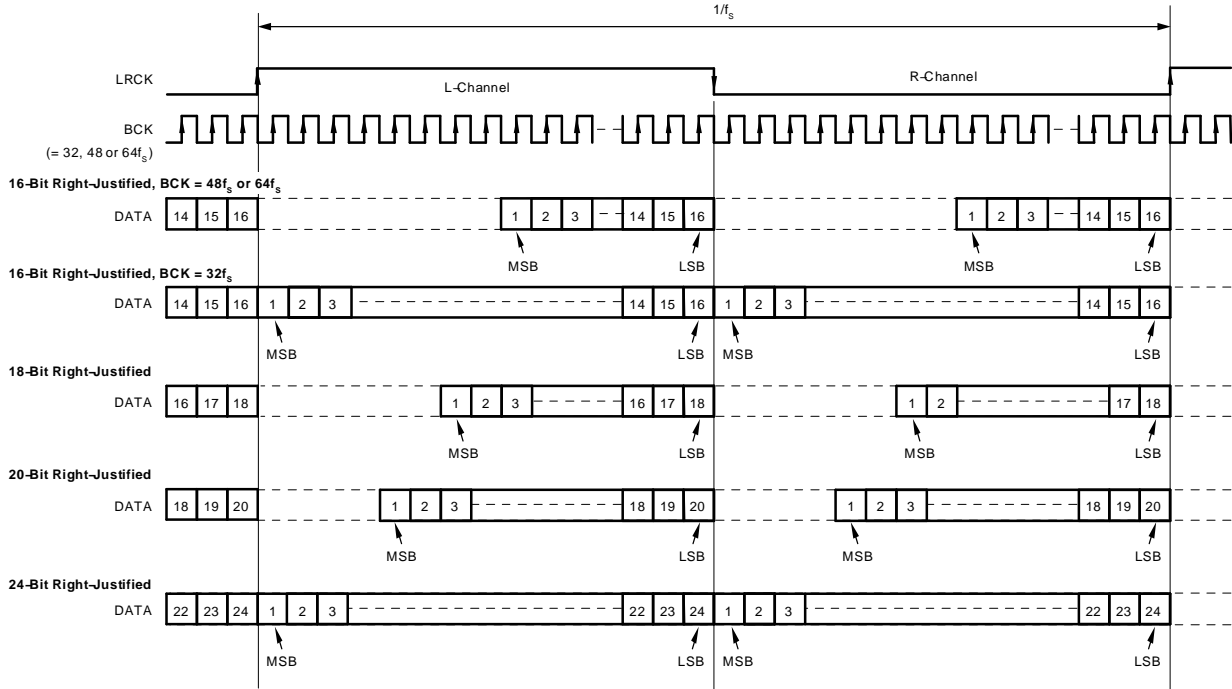 1/fS
LRCK
L–Channel
R–Channel
BCK
(= 32, 48 or 64fS)
16–Bit Right–Justified, BCK = 48fS or 64fS
DATA 14 15 16 1 2 3 14 15 16 1 2 3 14 15 16
MSB LSB MSB LSB
16–Bit Right–Justified, BCK = 32fS
DATA 14 15 16 1 2 3 14 15 16 1 2 3 14 15 16
MSB LSB MSB LSB
18–Bit Right–Justified
DATA 16 17 18 1 2 3 16 17 18 1 2 17 18
MSB LSB MSB LSB
20–Bit Right–Justified
DATA 18 19 20 1 2 3 18 19 20 1 2 3 18 19 20
MSB LSB MSB LSB
24–Bit Right–Justified
DATA 22 23 24 1 2 3 22 23 24 1 2 3 22 23 24
MSB LSB MSB LSB